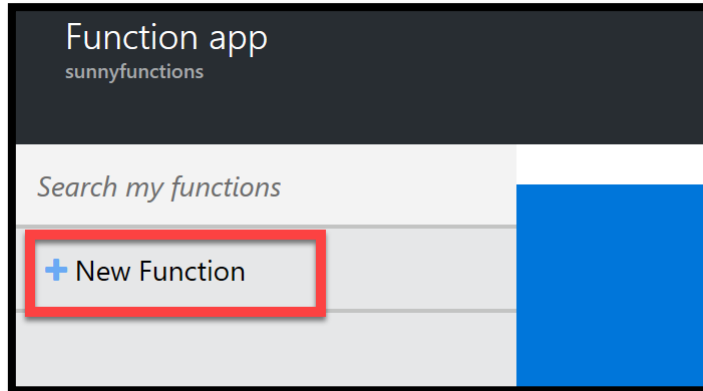 Function app
sunnyfunctions
Search my functions
+ New Function